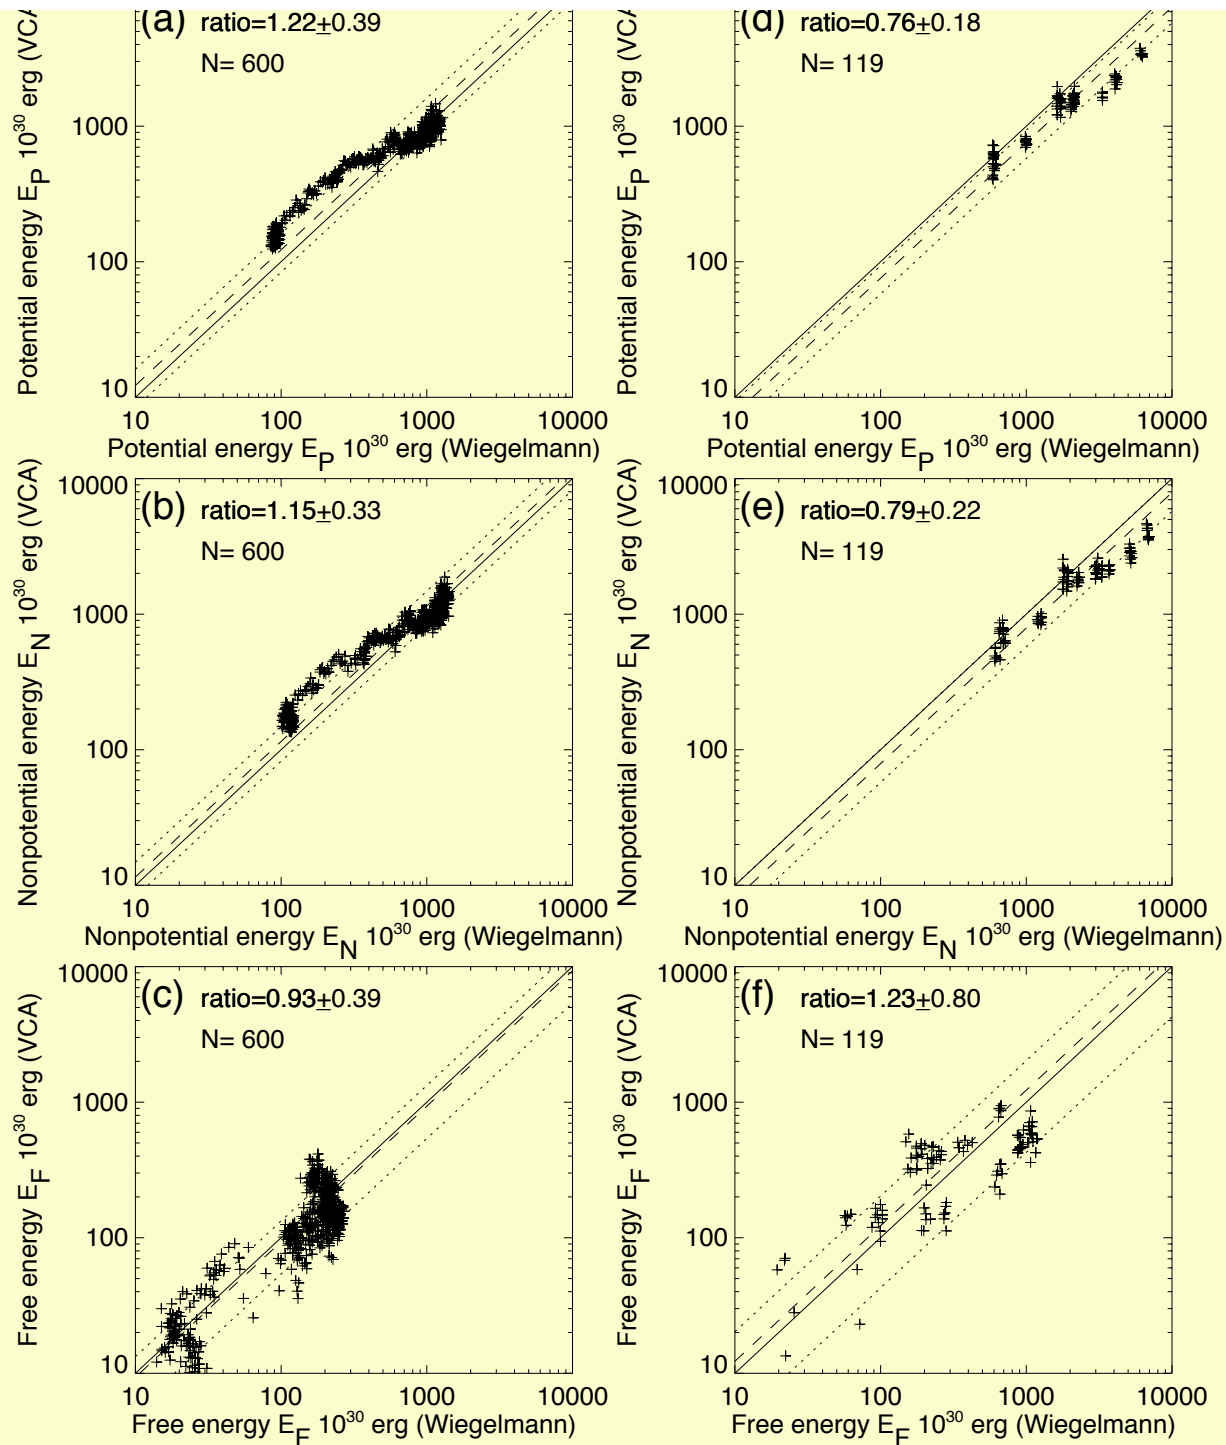 (a) ratio=1.22±0.39
N= 600
1000
100
10
10 100 1000 10000
Potential energy E_P 10^30 erg (Wiegelmann)
Potential energy E_P 10^30 erg (VCA
(d) ratio=0.76±0.18
N= 119
1000
100
10
10 100 1000 10000
Potential energy E_P 10^30 erg (Wiegelmann)
Potential energy E_P 10^30 erg (VCA
(b) ratio=1.15±0.33
N= 600
10000
1000
100
10
10 100 1000 10000
Nonpotential energy E_N 10^30 erg (Wiegelmann)
Nonpotential energy E_N 10^30 erg (VCA)
(e) ratio=0.79±0.22
N= 119
10000
1000
100
10
10 100 1000 10000
Nonpotential energy E_N 10^30 erg (Wiegelmann)
Nonpotential energy E_N 10^30 erg (VCA)
(c) ratio=0.93±0.39
N= 600
10000
1000
100
10
10 100 1000 10000
Free energy E_F 10^30 erg (Wiegelmann)
Free energy E_F 10^30 erg (VCA)
(f) ratio=1.23±0.80
N= 119
10000
1000
100
10
10 100 1000 10000
Free energy E_F 10^30 erg (Wiegelmann)
Free energy E_F 10^30 erg (VCA)